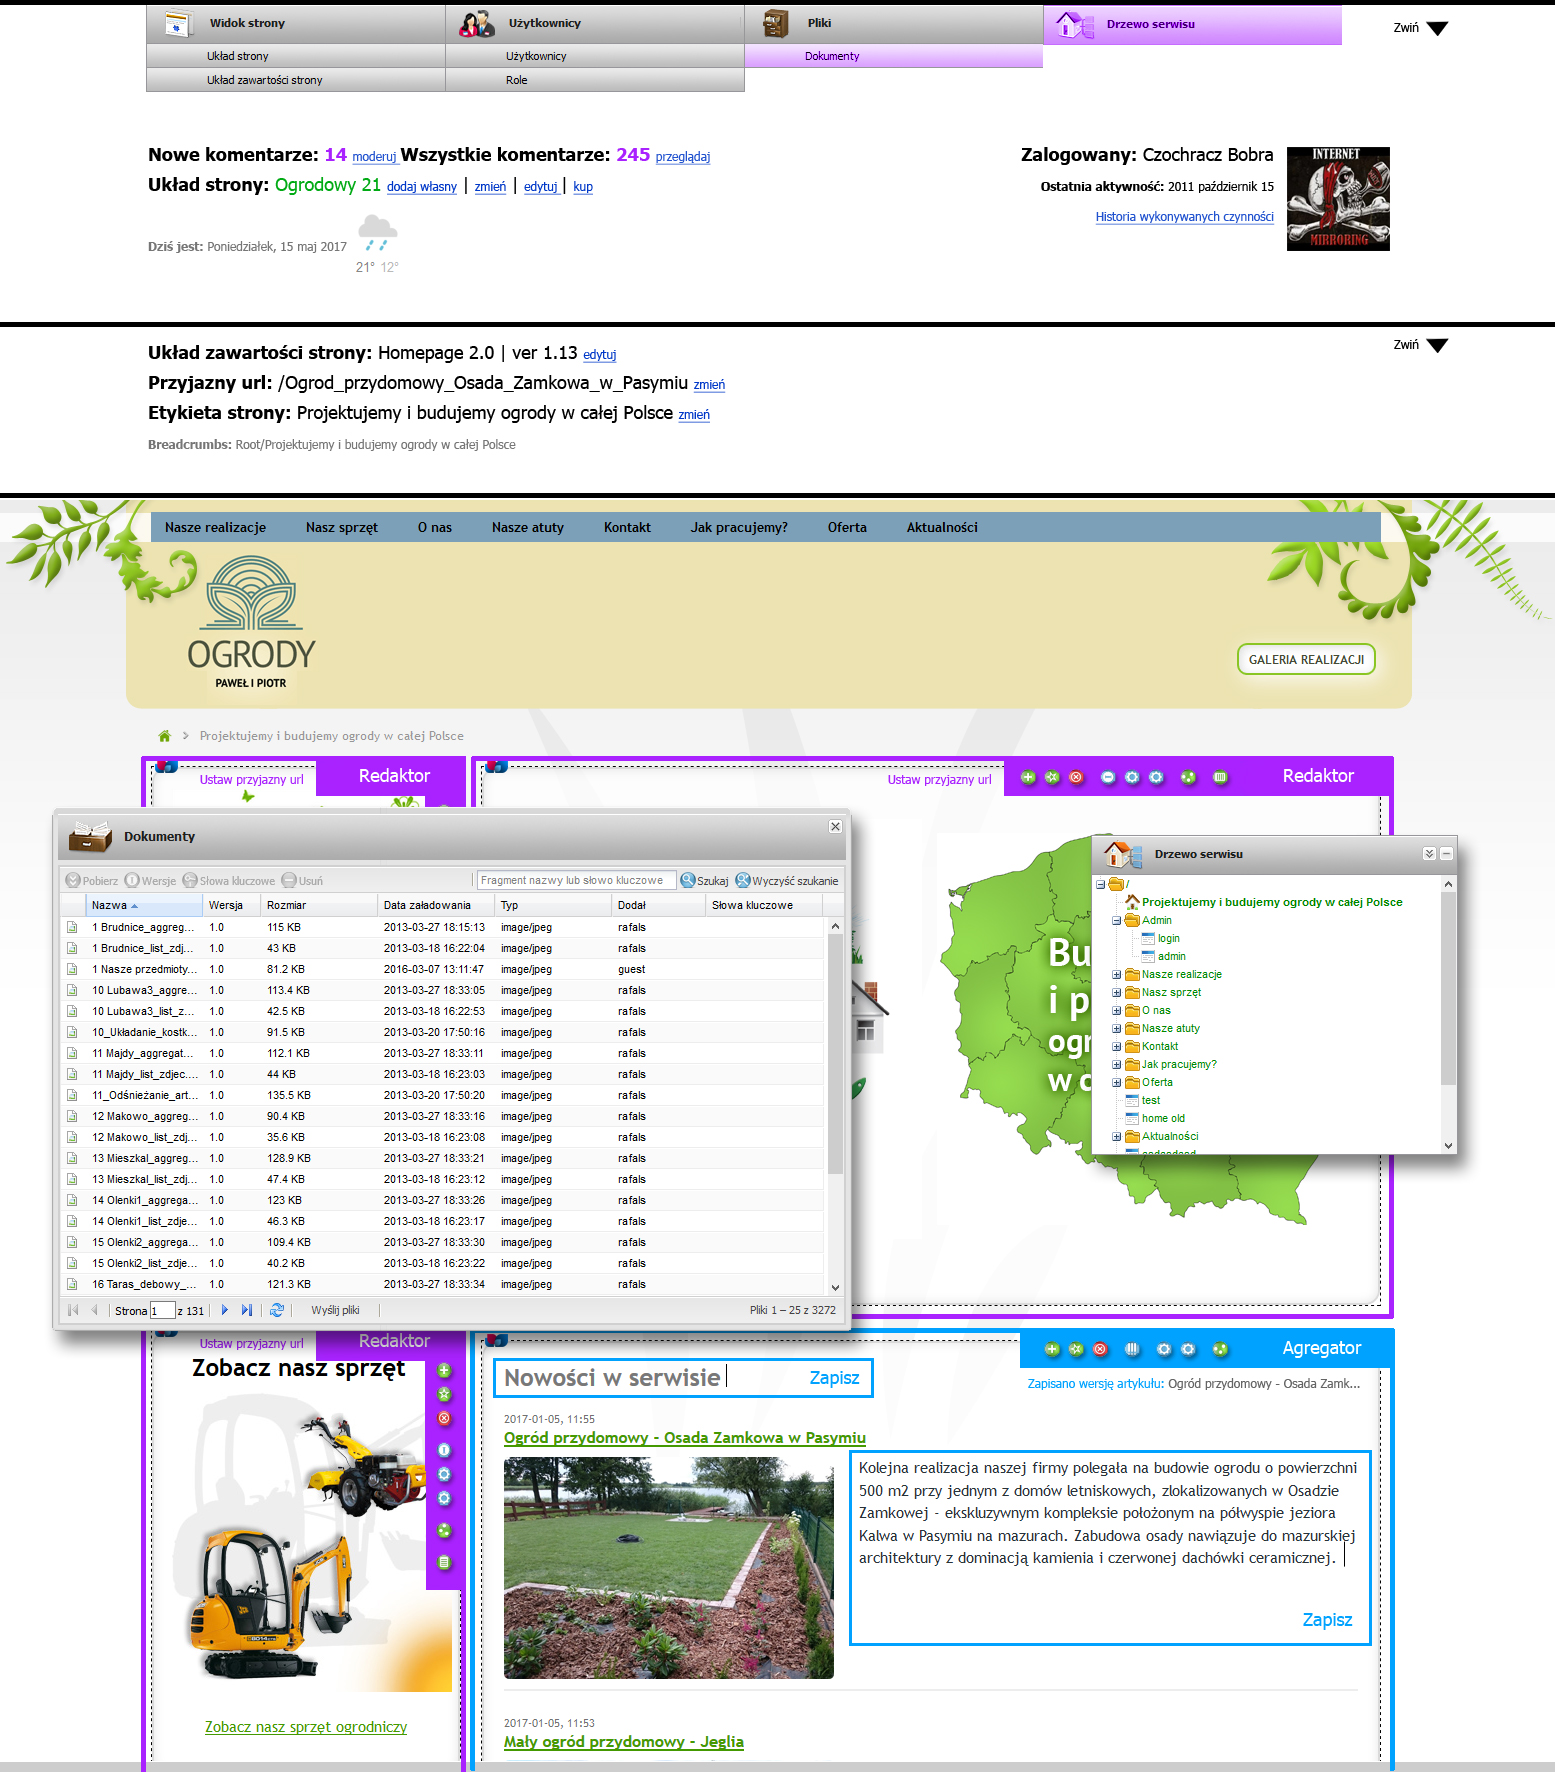 Widok strony
Użytkownicy
Pliki
Drzewo serwisu
Zwiń
Układ strony
Użytkownicy
Dokumenty
Układ zawartości strony
Role
Nowe komentarze: 14 moderuj Wszystkie komentarze: 245 przeglądaj
Układ strony: Ogrodowy 21 dodaj własny | zmień | edytuj | kup
Dziś jest: Poniedziałek, 15 maj 2017
21° 12°
Zalogowany: Czochracz Bobra
Ostatnia aktywność: 2011 październik 15
Historia wykonywanych czynności
INTERNET
MIRRORING
Układ zawartości strony: Homepage 2.0 | ver 1.13 edytuj
Zwiń
Przyjazny url: /Ogrod_przydomowy_Osada_Zamkowa_w_Pasymiu zmień
Etykieta strony: Projektujemy i budujemy ogrody w całej Polsce zmień
Breadcrumbs: Root/Projektujemy i budujemy ogrody w całej Polsce
Nasze realizacje Nasz sprzęt O nas Nasze atuty Kontakt Jak pracujemy? Oferta Aktualności
OGRODY
PAWEŁ I PIOTR
GALERIA REALIZACJI
Projektujemy i budujemy ogrody w całej Polsce
Ustaw przyjazny url
Redaktor
Ustaw przyjazny url
Redaktor
Dokumenty
Pobierz Wersje Słowa kluczowe Usuń Fragment nazwy lub słowo kluczowe Szukaj Wyczyść szukanie
Nazwa Wersja Rozmiar Data załadowania Typ Dodał Słowa kluczowe
1 Brudnice_aggreg... 1.0 115 KB 2013-03-27 18:15:13 image/jpeg rafals
1 Brudnice_list_zdj... 1.0 43 KB 2013-03-18 16:22:04 image/jpeg rafals
1 Nasze przedmioty... 1.0 81.2 KB 2016-03-07 13:11:47 image/jpeg guest
10 Lubawa3_aggre... 1.0 113.4 KB 2013-03-27 18:33:05 image/jpeg rafals
10 Lubawa3_list_z... 1.0 42.5 KB 2013-03-18 16:22:53 image/jpeg rafals
10_Układanie_kostk... 1.0 91.5 KB 2013-03-20 17:50:16 image/jpeg rafals
11 Majdy_aggregat... 1.0 112.1 KB 2013-03-27 18:33:11 image/jpeg rafals
11 Majdy_list_zdjec.... 1.0 44 KB 2013-03-18 16:23:03 image/jpeg rafals
11_Odśnieżanie_art... 1.0 135.5 KB 2013-03-20 17:50:20 image/jpeg rafals
12 Makowo_aggreg... 1.0 90.4 KB 2013-03-27 18:33:16 image/jpeg rafals
12 Makowo_list_zdj... 1.0 35.6 KB 2013-03-18 16:23:08 image/jpeg rafals
13 Mieszkal_aggreg... 1.0 128.9 KB 2013-03-27 18:33:21 image/jpeg rafals
13 Mieszkal_list_zdj... 1.0 47.4 KB 2013-03-18 16:23:12 image/jpeg rafals
14 Olenki1_aggrega... 1.0 123 KB 2013-03-27 18:33:26 image/jpeg rafals
14 Olenki1_list_zdje... 1.0 46.3 KB 2013-03-18 16:23:17 image/jpeg rafals
15 Olenki2_aggrega... 1.0 109.4 KB 2013-03-27 18:33:30 image/jpeg rafals
15 Olenki2_list_zdje... 1.0 40.2 KB 2013-03-18 16:23:22 image/jpeg rafals
16 Taras_debowy_... 1.0 121.3 KB 2013-03-27 18:33:34 image/jpeg rafals
Strona 1 z 131 Wyślij pliki Pliki 1 – 25 z 3272
Bu
i p
ogr
w c
Drzewo serwisu
/
Projektujemy i budujemy ogrody w całej Polsce
Admin
login
admin
Nasze realizacje
Nasz sprzęt
O nas
Nasze atuty
Kontakt
Jak pracujemy?
Oferta
test
home old
Aktualności
Ustaw przyjazny url
Redaktor
Zobacz nasz sprzęt
Zobacz nasz sprzęt ogrodniczy
Agregator
Nowości w serwisie
Zapisz
Zapisano wersję artykułu: Ogród przydomowy - Osada Zamk...
2017-01-05, 11:55
Ogród przydomowy - Osada Zamkowa w Pasymiu
Kolejna realizacja naszej firmy polegała na budowie ogrodu o powierzchni
500 m2 przy jednym z domów letniskowych, zlokalizowanych w Osadzie
Zamkowej - ekskluzywnym kompleksie położonym na półwyspie jeziora
Kalwa w Pasymiu na mazurach. Zabudowa osady nawiązuje do mazurskiej
architektury z dominacją kamienia i czerwonej dachówki ceramicznej.
Zapisz
2017-01-05, 11:53
Mały ogród przydomowy - Jeglia